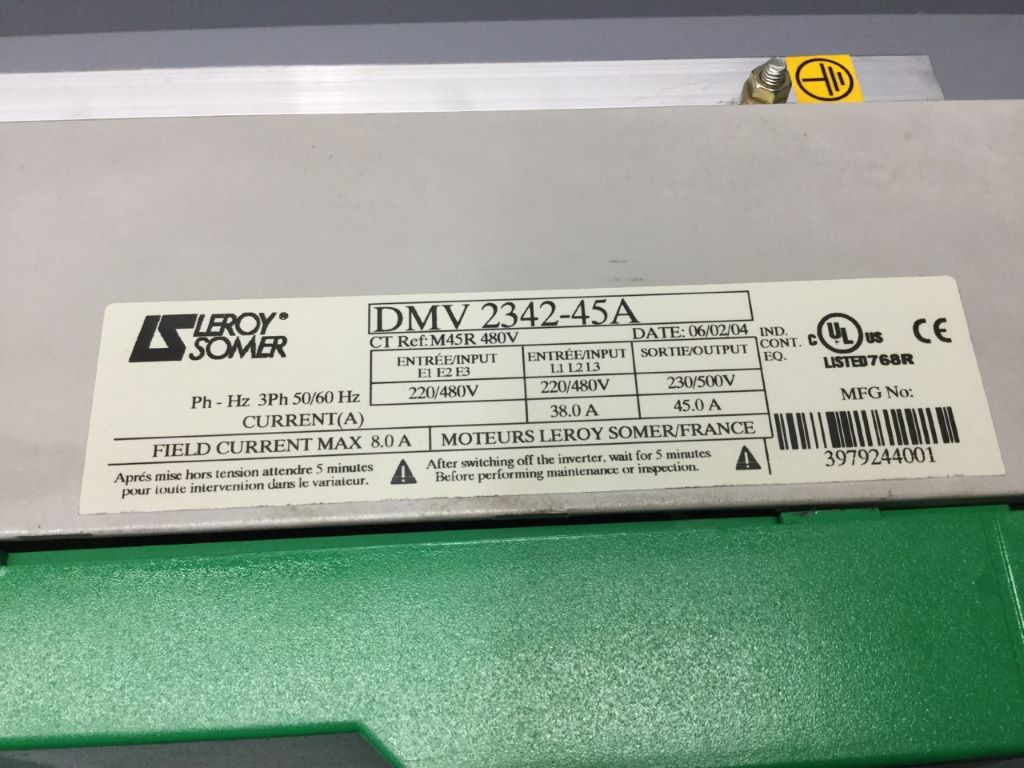 LEROY®
SOMER
DMV 2342-45A
CT Ref: M45R 480V DATE: 06/02/04
ENTRÉE/INPUT
E1 E2 E3
ENTRÉE/INPUT
L1 L2 L3
SORTIE/OUTPUT
Ph - Hz 3Ph 50/60 Hz
220/480V 220/480V 230/500V
CURRENT(A)
38.0 A 45.0 A
FIELD CURRENT MAX 8.0 A MOTEURS LEROY SOMER/FRANCE
Aprés mise hors tension attendre 5 minutes
pour toute intervention dans le variateur.
After switching off the inverter, wait for 5 minutes
Before performing maintenance or inspection.
IND.
CONT.
EQ.
C UL US
LISTED 768R
CE
MFG No:
3979244001